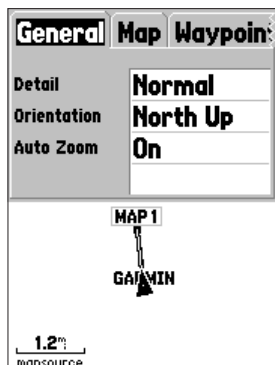 General Map Waypoin
Detail Normal
Orientation North Up
Auto Zoom On
MAP 1
GARMIN
1.2m
mapsource